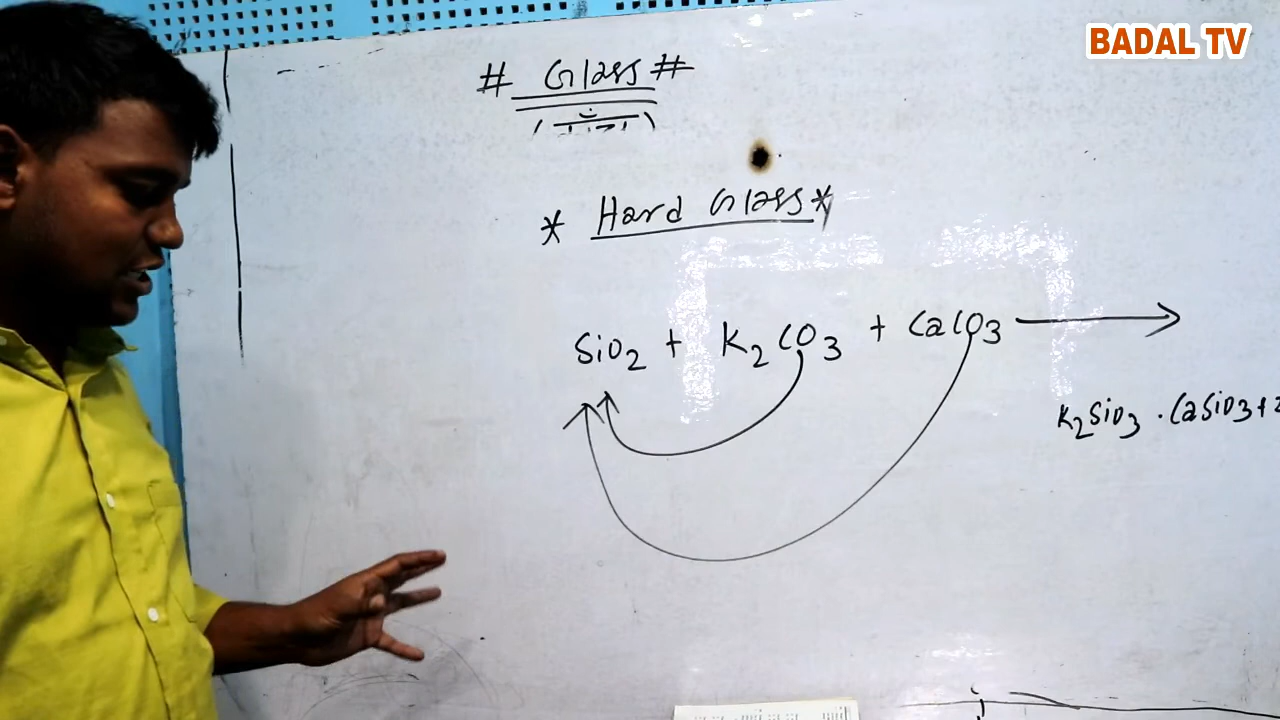 BADAL TV
# Glass #
* Hard Glass *
SiO2 + K2CO3 + CaCO3 ⟶
K2SiO3 . CaSiO3 +